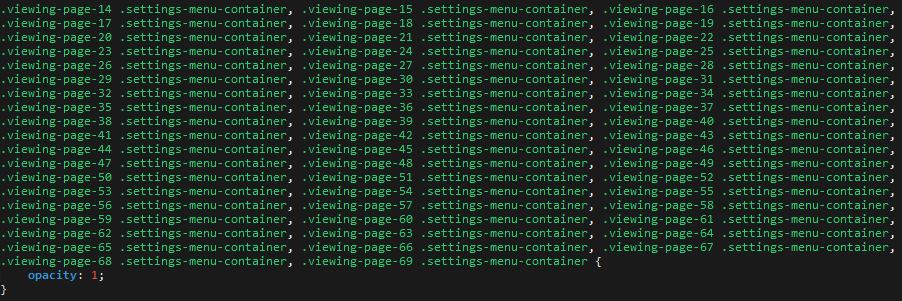 .viewing-page-14 .settings-menu-container, .viewing-page-15 .settings-menu-container, .viewing-page-16 .settings-menu-container,
.viewing-page-17 .settings-menu-container, .viewing-page-18 .settings-menu-container, .viewing-page-19 .settings-menu-container,
.viewing-page-20 .settings-menu-container, .viewing-page-21 .settings-menu-container, .viewing-page-22 .settings-menu-container,
.viewing-page-23 .settings-menu-container, .viewing-page-24 .settings-menu-container, .viewing-page-25 .settings-menu-container,
.viewing-page-26 .settings-menu-container, .viewing-page-27 .settings-menu-container, .viewing-page-28 .settings-menu-container,
.viewing-page-29 .settings-menu-container, .viewing-page-30 .settings-menu-container, .viewing-page-31 .settings-menu-container,
.viewing-page-32 .settings-menu-container, .viewing-page-33 .settings-menu-container, .viewing-page-34 .settings-menu-container,
.viewing-page-35 .settings-menu-container, .viewing-page-36 .settings-menu-container, .viewing-page-37 .settings-menu-container,
.viewing-page-38 .settings-menu-container, .viewing-page-39 .settings-menu-container, .viewing-page-40 .settings-menu-container,
.viewing-page-41 .settings-menu-container, .viewing-page-42 .settings-menu-container, .viewing-page-43 .settings-menu-container,
.viewing-page-44 .settings-menu-container, .viewing-page-45 .settings-menu-container, .viewing-page-46 .settings-menu-container,
.viewing-page-47 .settings-menu-container, .viewing-page-48 .settings-menu-container, .viewing-page-49 .settings-menu-container,
.viewing-page-50 .settings-menu-container, .viewing-page-51 .settings-menu-container, .viewing-page-52 .settings-menu-container,
.viewing-page-53 .settings-menu-container, .viewing-page-54 .settings-menu-container, .viewing-page-55 .settings-menu-container,
.viewing-page-56 .settings-menu-container, .viewing-page-57 .settings-menu-container, .viewing-page-58 .settings-menu-container,
.viewing-page-59 .settings-menu-container, .viewing-page-60 .settings-menu-container, .viewing-page-61 .settings-menu-container,
.viewing-page-62 .settings-menu-container, .viewing-page-63 .settings-menu-container, .viewing-page-64 .settings-menu-container,
.viewing-page-65 .settings-menu-container, .viewing-page-66 .settings-menu-container, .viewing-page-67 .settings-menu-container,
.viewing-page-68 .settings-menu-container, .viewing-page-69 .settings-menu-container {
    opacity: 1;
}